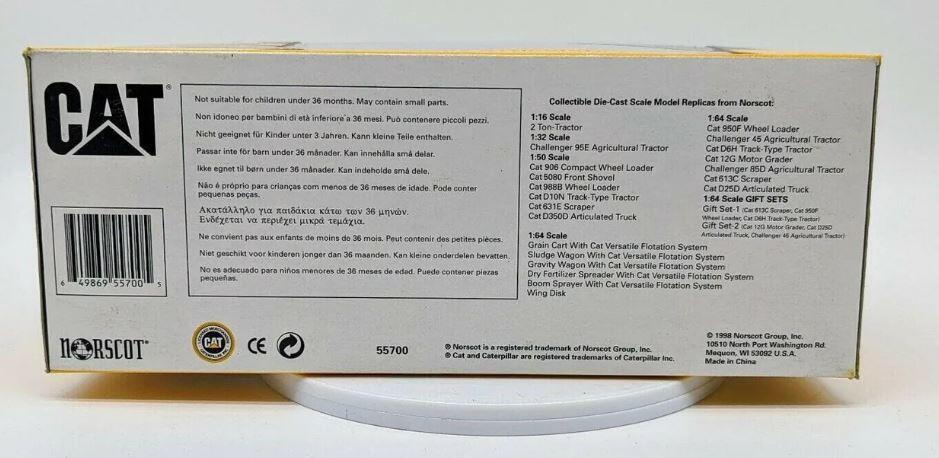 CAT®
Not suitable for children under 36 months. May contain small parts.
Non idoneo per bambini di età inferiore a 36 mesi. Può contenere piccoli pezzi.
Nicht geeignet für Kinder unter 3 Jahren. Kann kleine Teile enthalten.
Passar inte för barn under 36 månader. Kan innehålla små delar.
Ikke egnet til børn under 36 månader. Kan indeholde små dele.
Não é próprio para crianças com menos de 36 meses de idade. Pode conter
pequenas peças.
Ακατάλληλο για παιδάκια κάτω των 36 μηνών.
Ενδέχεται να περιέχει μικρά τεμάχια.
Ne convient pas aux enfants de moins de 36 mois. Peut contenir des petites pièces.
Niet geschikt voor kinderen jonger dan 36 maanden. Kan kleine onderdelen bevatten.
No es adecuado para niños menores de 36 meses de edad. Puede contener piezas
pequeñas.
6 49869 55700 5
NORSCOT®
CAT
CE
55700
® Norscot is a registered trademark of Norscot Group, Inc.
® Cat and Caterpillar are registered trademarks of Caterpillar Inc.
Collectible Die-Cast Scale Model Replicas from Norscot:
1:16 Scale
2 Ton-Tractor
1:32 Scale
Challenger 95E Agricultural Tractor
1:50 Scale
Cat 906 Compact Wheel Loader
Cat 5080 Front Shovel
Cat 988B Wheel Loader
Cat D10N Track-Type Tractor
Cat 631E Scraper
Cat D350D Articulated Truck
1:64 Scale
Grain Cart With Cat Versatile Flotation System
Sludge Wagon With Cat Versatile Flotation System
Gravity Wagon With Cat Versatile Flotation System
Dry Fertilizer Spreader With Cat Versatile Flotation System
Boom Sprayer With Cat Versatile Flotation System
Wing Disk
1:64 Scale
Cat 950F Wheel Loader
Challenger 45 Agricultural Tractor
Cat D6H Track-Type Tractor
Cat 12G Motor Grader
Challenger 85D Agricultural Tractor
Cat 613C Scraper
Cat D25D Articulated Truck
1:64 Scale GIFT SETS
Gift Set-1 (Cat 613C Scraper, Cat 950F
Wheel Loader, Cat D6H Track-Type Tractor)
Gift Set-2 (Cat 12G Motor Grader, Cat D25D
Articulated Truck, Challenger 45 Agricultural Tractor)
© 1998 Norscot Group, Inc.
10510 North Port Washington Rd.
Mequon, WI 53092 U.S.A.
Made in China